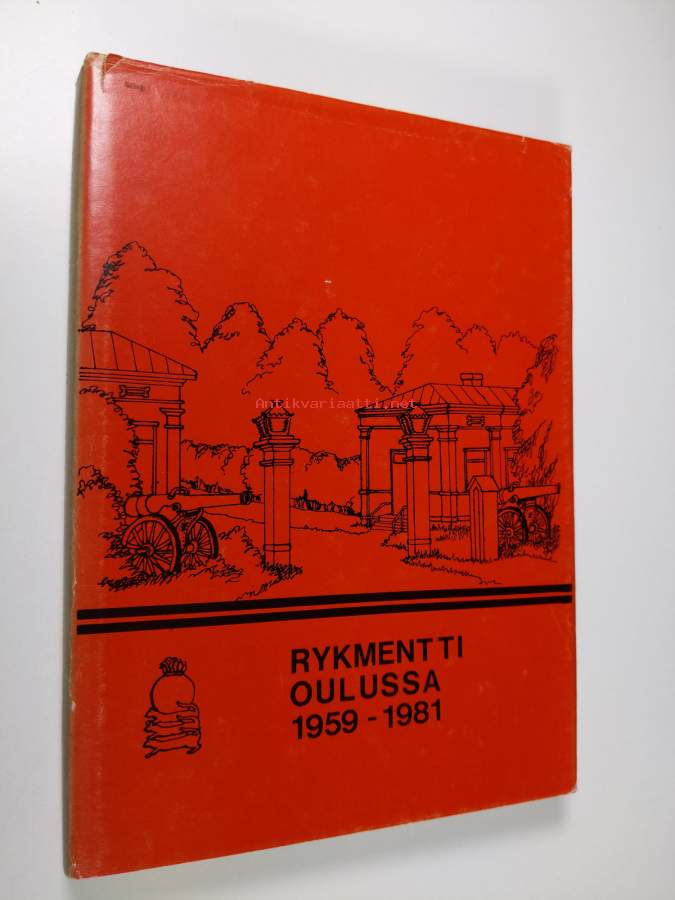 Antikvariaatti.net
RYKMENTTI
OULUSSA
1959 - 1981